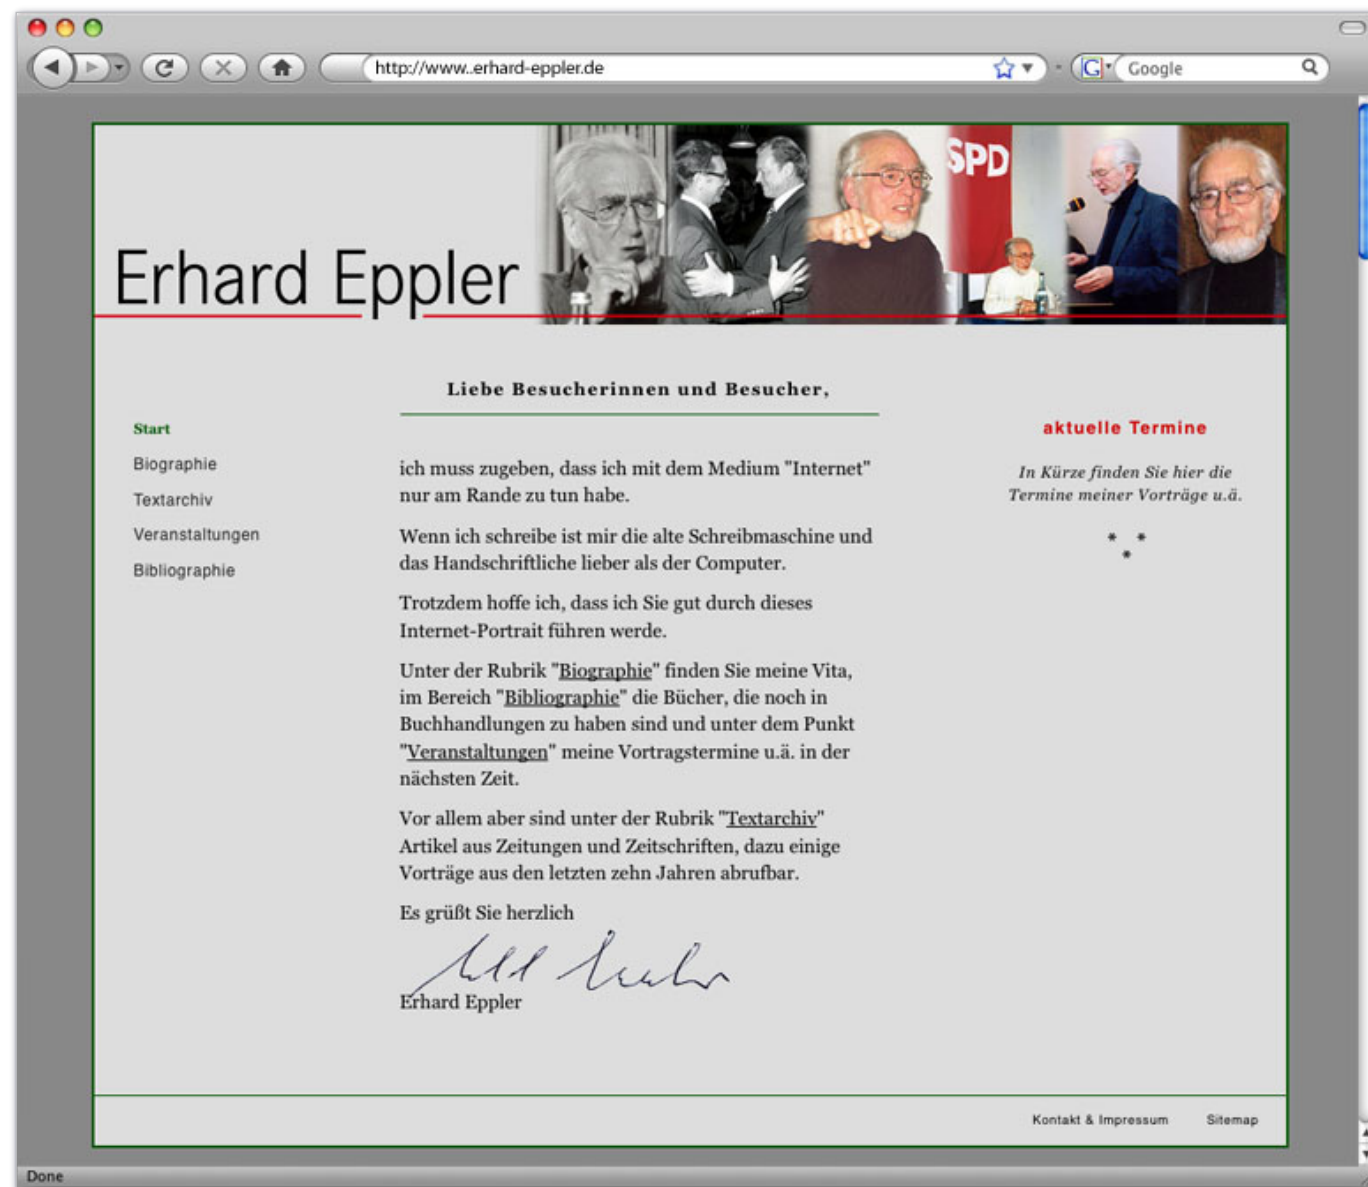 http://www..erhard-eppler.de
Google
SPD
Erhard Eppler
Liebe Besucherinnen und Besucher,
Start
Biographie
Textarchiv
Veranstaltungen
Bibliographie
ich muss zugeben, dass ich mit dem Medium "Internet"
nur am Rande zu tun habe.
Wenn ich schreibe ist mir die alte Schreibmaschine und
das Handschriftliche lieber als der Computer.
Trotzdem hoffe ich, dass ich Sie gut durch dieses
Internet-Portrait führen werde.
Unter der Rubrik "Biographie" finden Sie meine Vita,
im Bereich "Bibliographie" die Bücher, die noch in
Buchhandlungen zu haben sind und unter dem Punkt
"Veranstaltungen" meine Vortragstermine u.ä. in der
nächsten Zeit.
Vor allem aber sind unter der Rubrik "Textarchiv"
Artikel aus Zeitungen und Zeitschriften, dazu einige
Vorträge aus den letzten zehn Jahren abrufbar.
Es grüßt Sie herzlich
Erhard Eppler
aktuelle Termine
In Kürze finden Sie hier die
Termine meiner Vorträge u.ä.
* *
*
Kontakt & Impressum Sitemap
Done